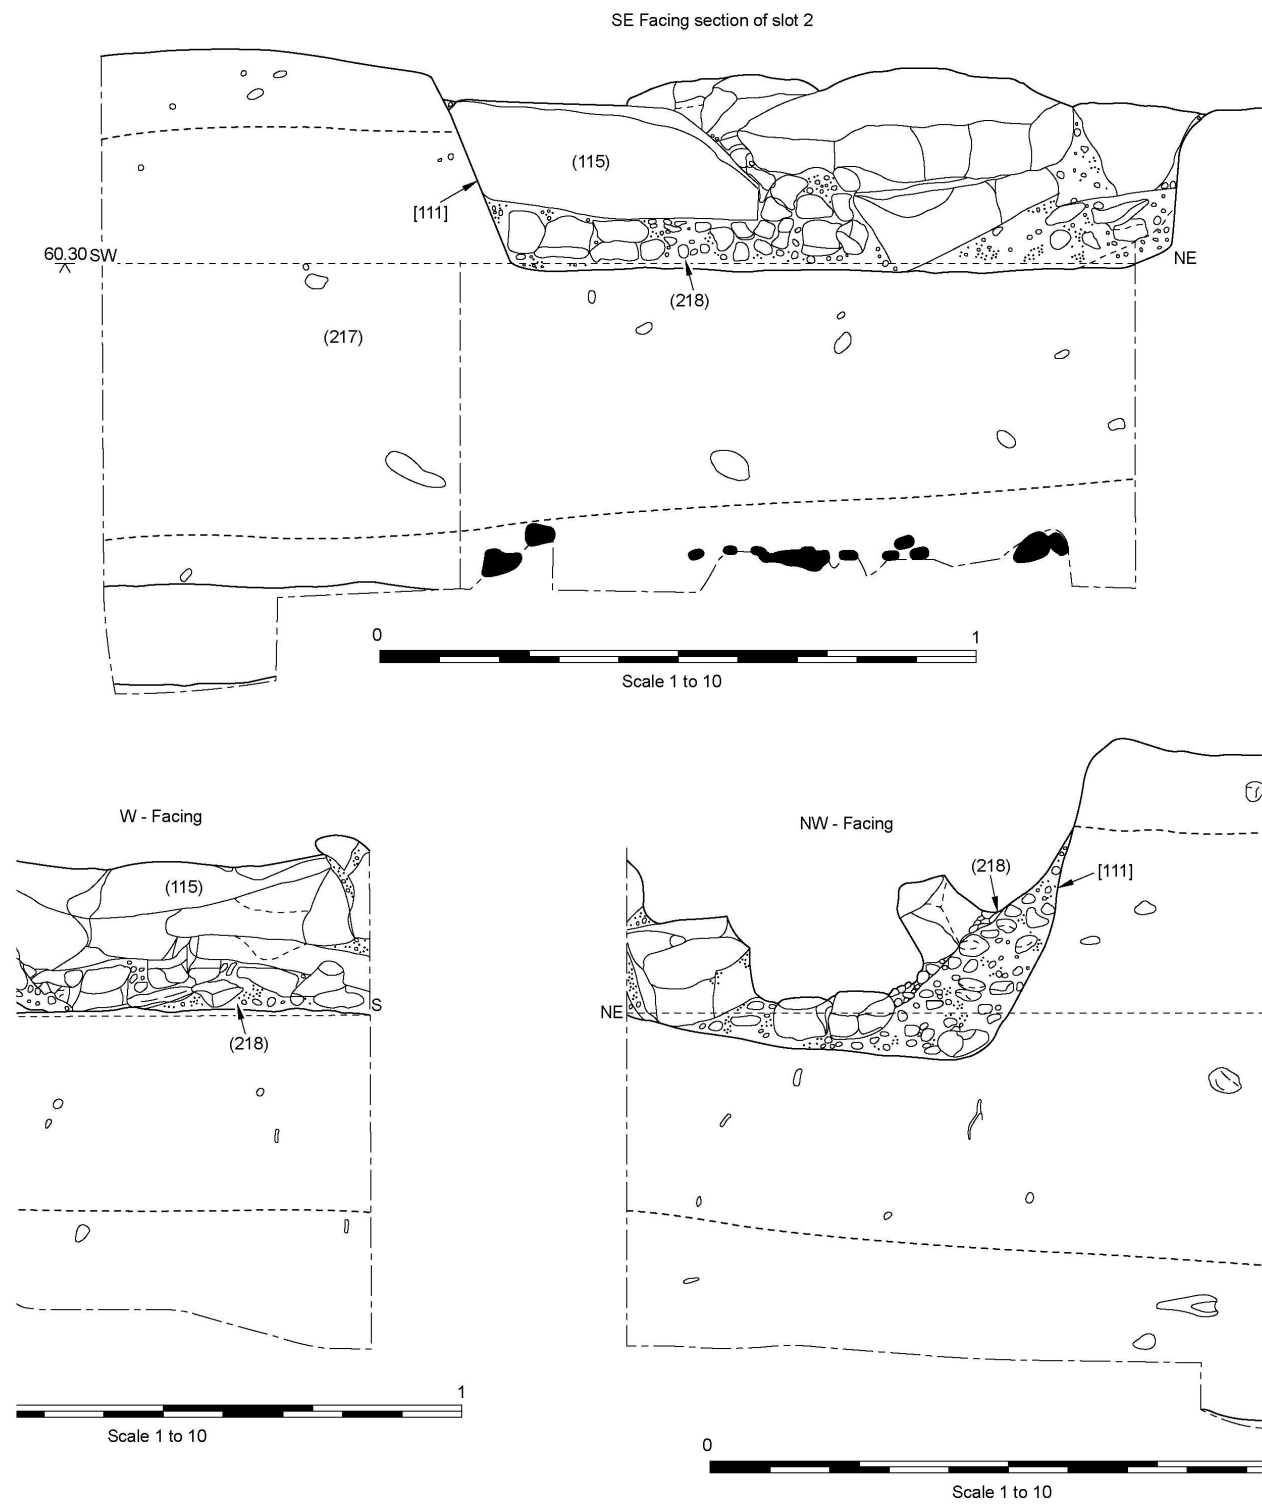 SE Facing section of slot 2
(115)
[111]
60.30 SW
NE
(218)
(217)
0 1
Scale 1 to 10
W - Facing
(115)
S
(218)
1
Scale 1 to 10
NW - Facing
(218)
[111]
NE
0
Scale 1 to 10